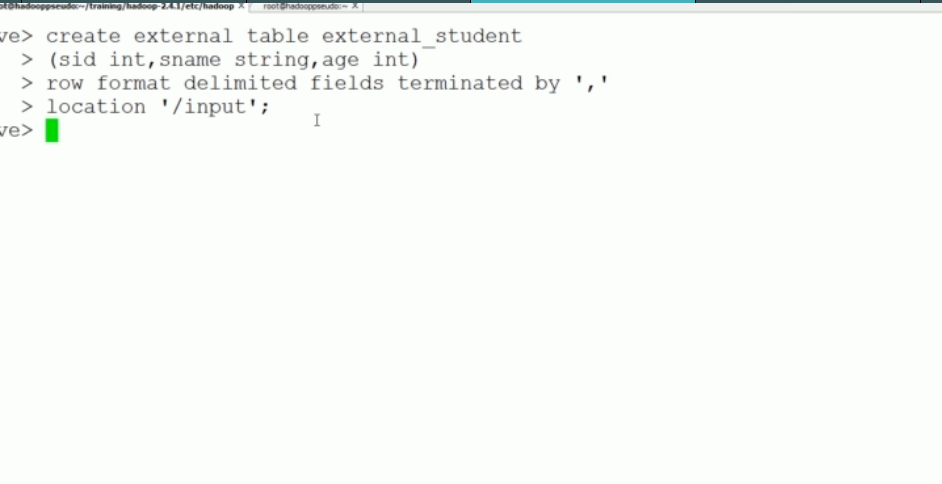 ot@hadooppseudo:~/training/hadoop-2.4.1/etc/hadoop X root@hadooppseudo:~ X
ve> create external table external_student
> (sid int,sname string,age int)
> row format delimited fields terminated by ','
> location '/input';
ve>